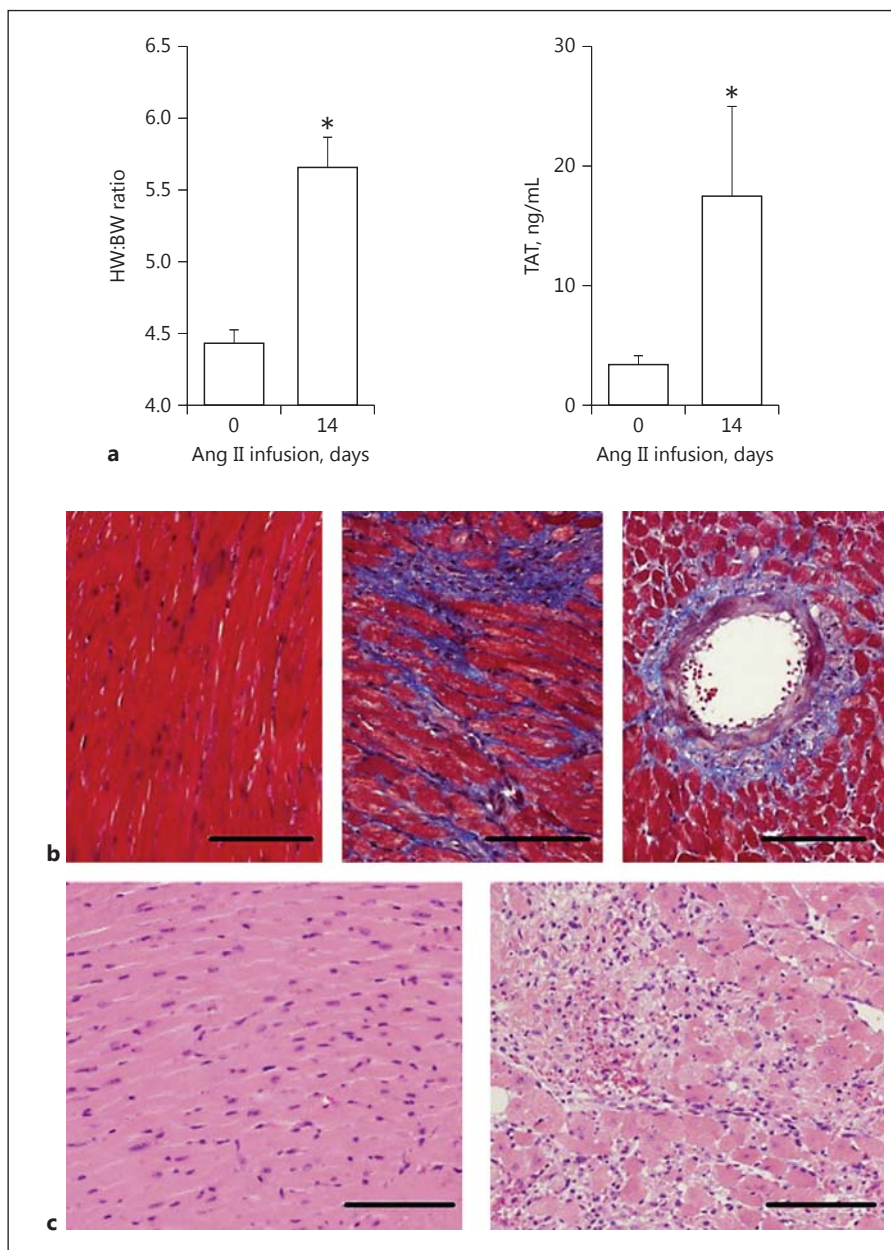 6.5
6.0
5.5
5.0
4.5
4.0
HW:BW ratio
*
0
14
Ang II infusion, days
30
20
10
0
TAT, ng/mL
*
0
14
Ang II infusion, days
a
b
c